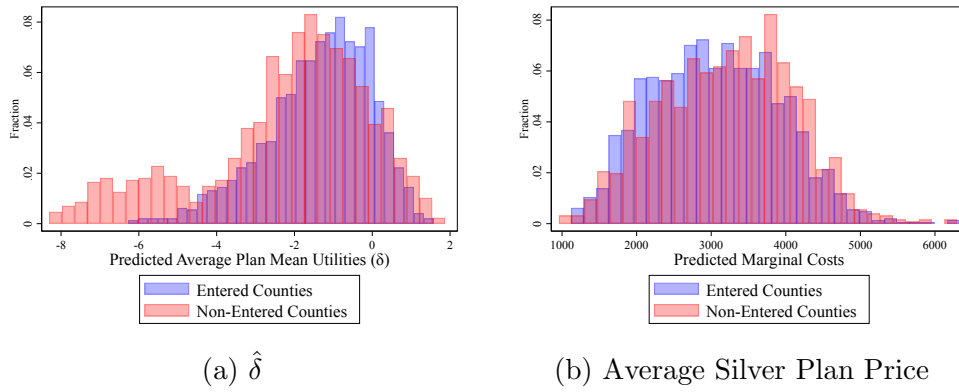 Fraction
0 .02 .04 .06 .08
-8 -6 -4 -2 0 2
Predicted Average Plan Mean Utilities (δ)
Entered Counties
Non-Entered Counties
(a) δ̂
Fraction
0 .02 .04 .06 .08
1000 2000 3000 4000 5000 6000
Predicted Marginal Costs
Entered Counties
Non-Entered Counties
(b) Average Silver Plan Price